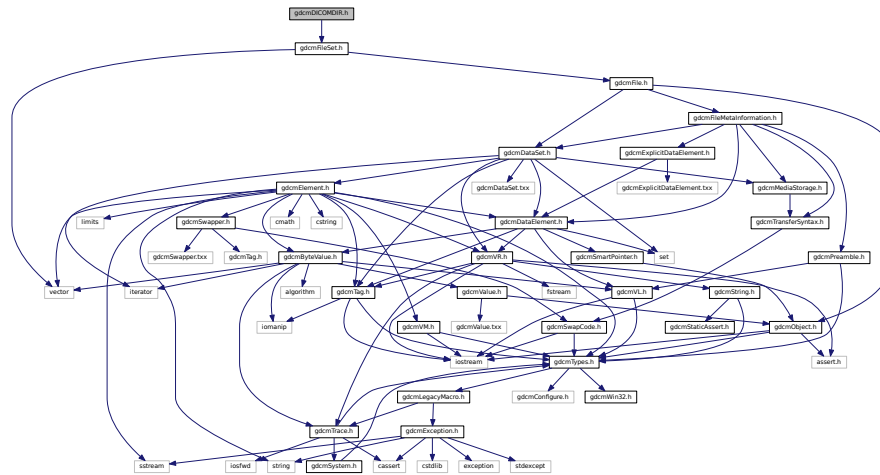 gdcmDICOMDIR.h
gdcmFileSet.h
gdcmFile.h
gdcmFileMetaInformation.h
gdcmDataSet.h
gdcmExplicitDataElement.h
gdcmElement.h
gdcmDataSet.txx
gdcmExplicitDataElement.txx
gdcmMediaStorage.h
limits
gdcmSwapper.h
cmath
cstring
gdcmDataElement.h
gdcmTransferSyntax.h
gdcmSwapper.txx
gdcmTag.h
gdcmByteValue.h
gdcmVR.h
gdcmSmartPointer.h
set
gdcmPreamble.h
vector
iterator
algorithm
gdcmTag.h
gdcmValue.h
fstream
gdcmVL.h
gdcmString.h
iomanip
gdcmVM.h
gdcmValue.txx
gdcmSwapCode.h
gdcmStaticAssert.h
gdcmObject.h
iostream
gdcmTypes.h
assert.h
gdcmLegacyMacro.h
gdcmConfigure.h
gdcmWin32.h
gdcmTrace.h
gdcmException.h
sstream
iosfwd
string
gdcmSystem.h
cassert
cstdlib
exception
stdexcept